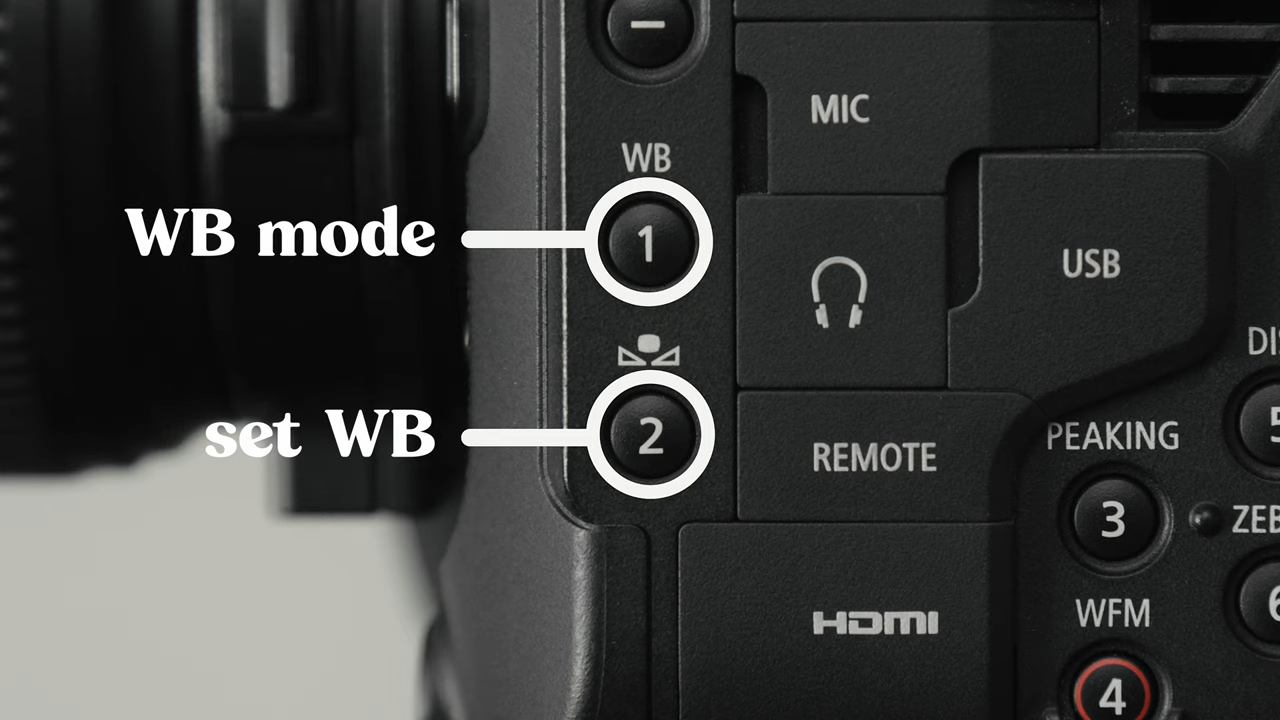 MIC
WB
WB mode
1
USB
set WB
2
PEAKING
REMOTE
3
HDMI
WFM
4